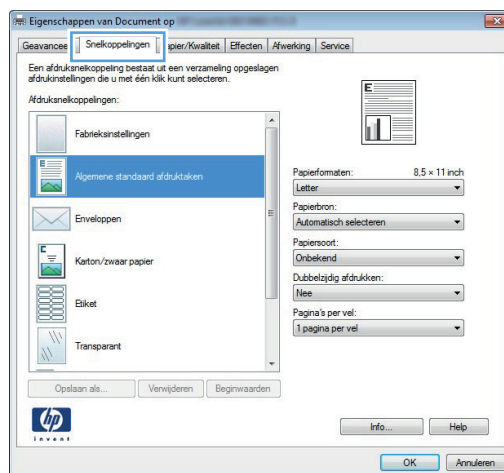 Eigenschappen van Document op
Snelkoppelingen
Effecten
Afwerking
Service
Een afdruksnelkoppeling bestaat uit een verzameling opgeslagen
afdrukinstellingen die u met één klik kunt selecteren.
Afdruksnelkoppelingen:
Fabrieksinstellingen
Algemene standaard afdruktaken
Enveloppen
Karton/zwaar papier
Etiket
Transparant
Opslaan als...
Verwijderen
Beginwaarden
Papierformaten: 8,5 × 11 inch
Letter
Papierbron:
Automatisch selecteren
Papiersoort:
Onbekend
Dubbelzijdig afdrukken:
Nee
Pagina's per vel:
1 pagina per vel
hp
invent
Info...
Help
OK
Annuleren